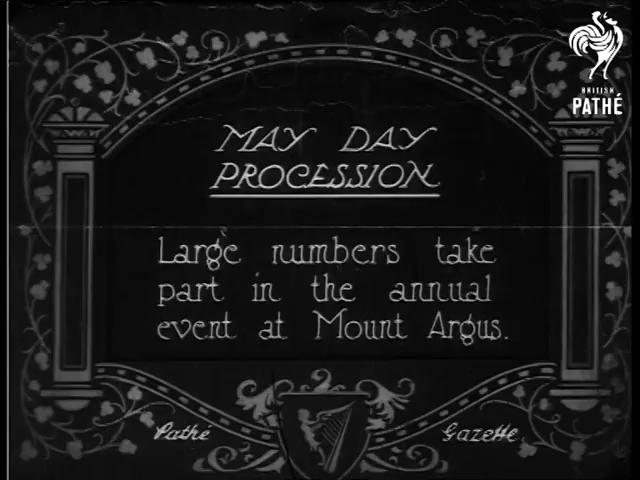 BRITISH
PATHÉ
MAY DAY
PROCESSION
Large numbers take
part in the annual
event at Mount Argus.
Pathé Gazette